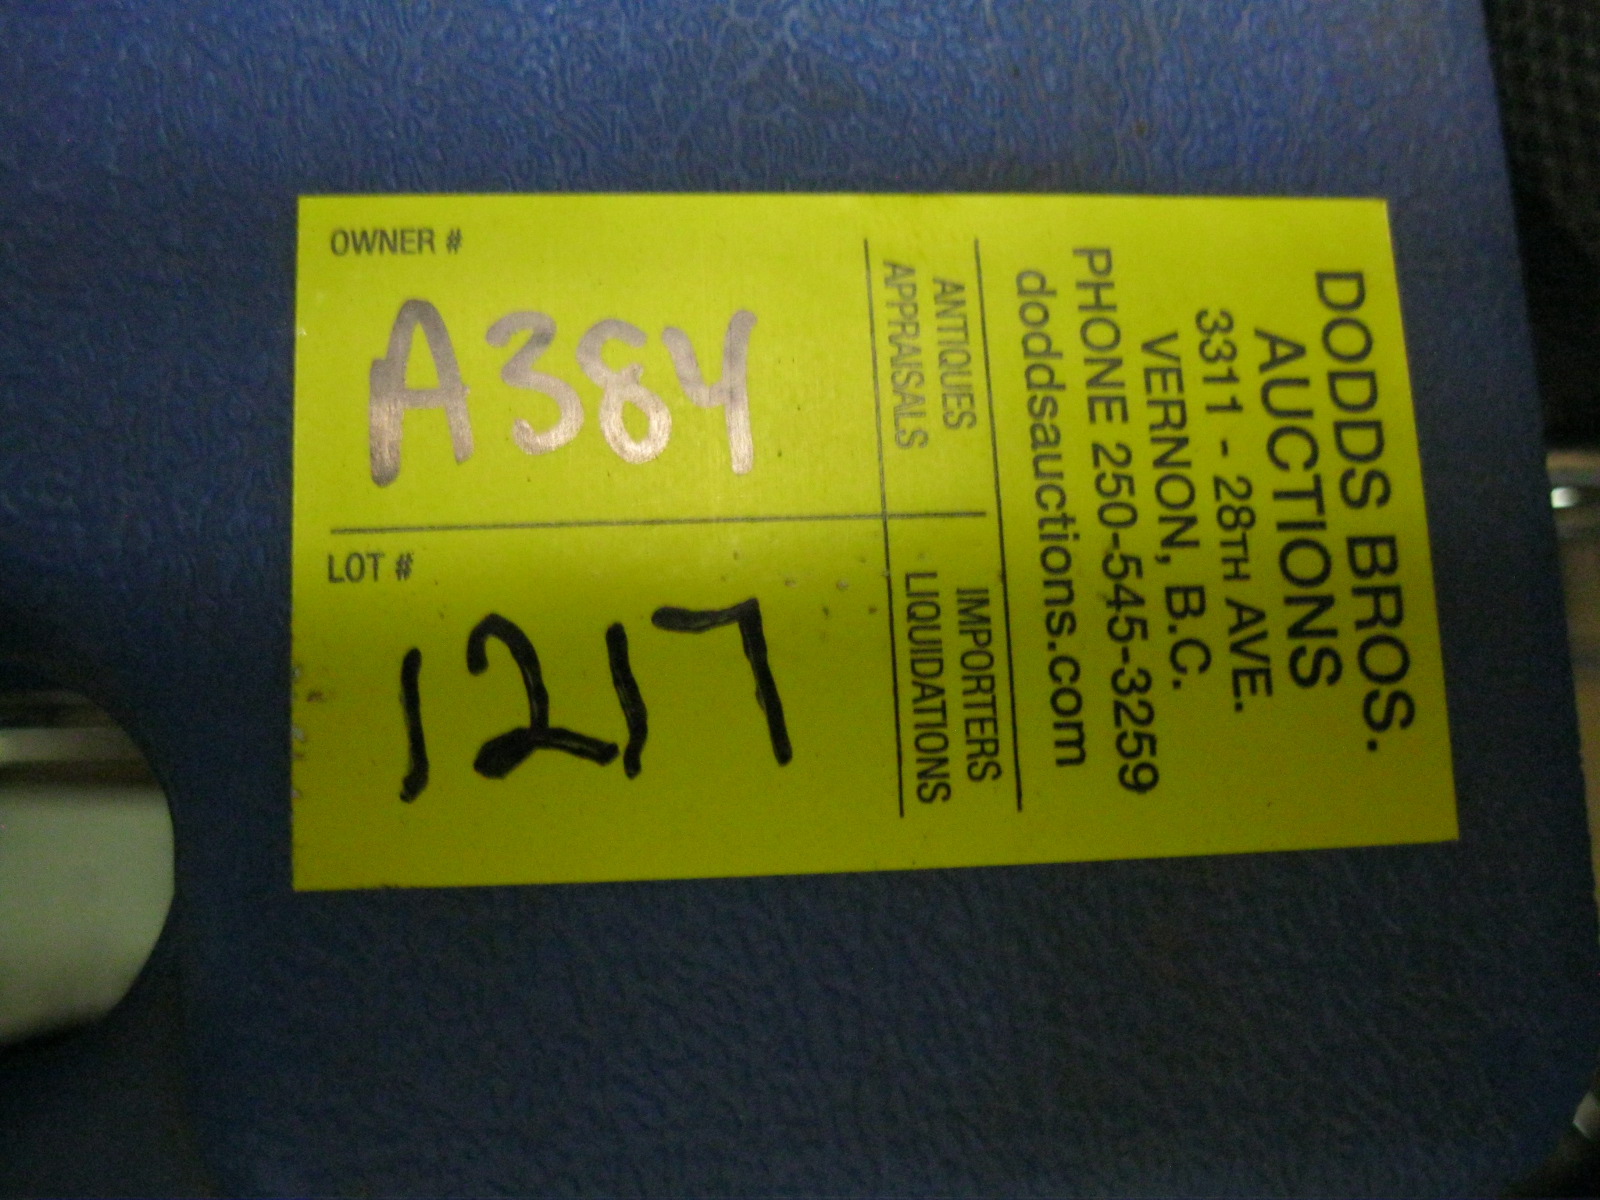 DODDS BROS.
AUCTIONS
3311 - 28TH AVE.
VERNON, B.C.
PHONE 250-545-3259
doddsauctions.com
ANTIQUES IMPORTERS
APPRAISALS LIQUIDATIONS
OWNER #
A384
LOT #
1217